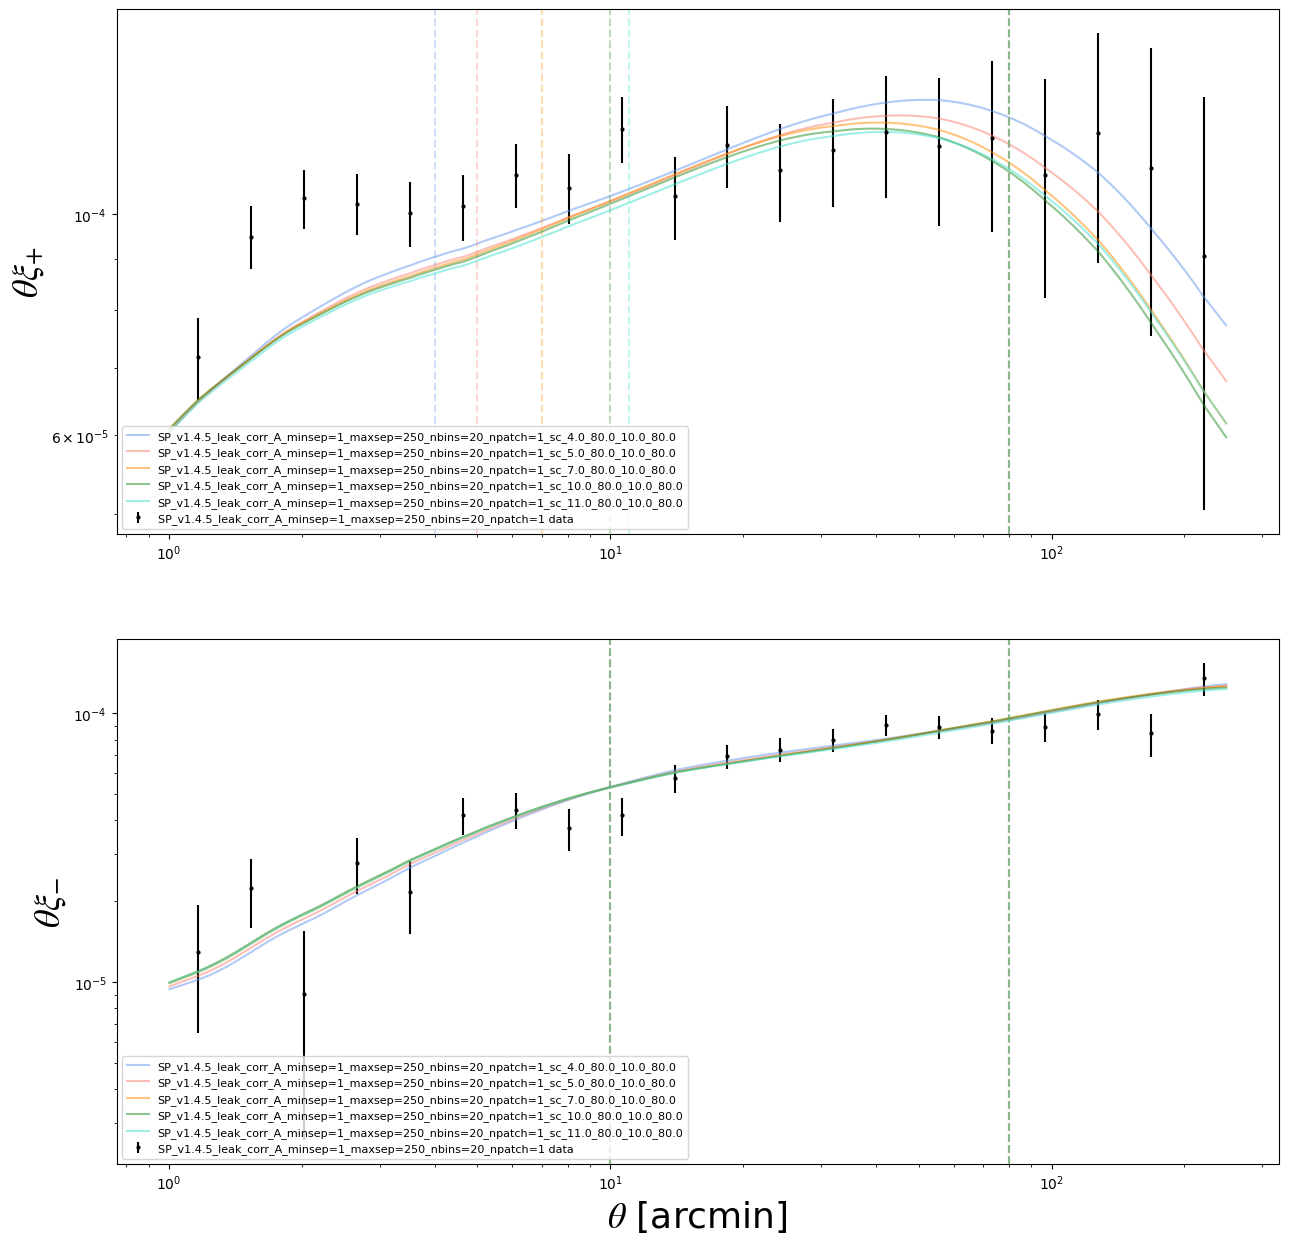 θξ₊
10⁻⁴
6 × 10⁻⁵
SP_v1.4.5_leak_corr_A_minsep=1_maxsep=250_nbins=20_npatch=1_sc_4.0_80.0_10.0_80.0
SP_v1.4.5_leak_corr_A_minsep=1_maxsep=250_nbins=20_npatch=1_sc_5.0_80.0_10.0_80.0
SP_v1.4.5_leak_corr_A_minsep=1_maxsep=250_nbins=20_npatch=1_sc_7.0_80.0_10.0_80.0
SP_v1.4.5_leak_corr_A_minsep=1_maxsep=250_nbins=20_npatch=1_sc_10.0_80.0_10.0_80.0
SP_v1.4.5_leak_corr_A_minsep=1_maxsep=250_nbins=20_npatch=1_sc_11.0_80.0_10.0_80.0
SP_v1.4.5_leak_corr_A_minsep=1_maxsep=250_nbins=20_npatch=1 data
10⁰ 10¹ 10²
θξ₋
10⁻⁴
10⁻⁵
SP_v1.4.5_leak_corr_A_minsep=1_maxsep=250_nbins=20_npatch=1_sc_4.0_80.0_10.0_80.0
SP_v1.4.5_leak_corr_A_minsep=1_maxsep=250_nbins=20_npatch=1_sc_5.0_80.0_10.0_80.0
SP_v1.4.5_leak_corr_A_minsep=1_maxsep=250_nbins=20_npatch=1_sc_7.0_80.0_10.0_80.0
SP_v1.4.5_leak_corr_A_minsep=1_maxsep=250_nbins=20_npatch=1_sc_10.0_80.0_10.0_80.0
SP_v1.4.5_leak_corr_A_minsep=1_maxsep=250_nbins=20_npatch=1_sc_11.0_80.0_10.0_80.0
SP_v1.4.5_leak_corr_A_minsep=1_maxsep=250_nbins=20_npatch=1 data
10⁰ 10¹ 10²
θ [arcmin]